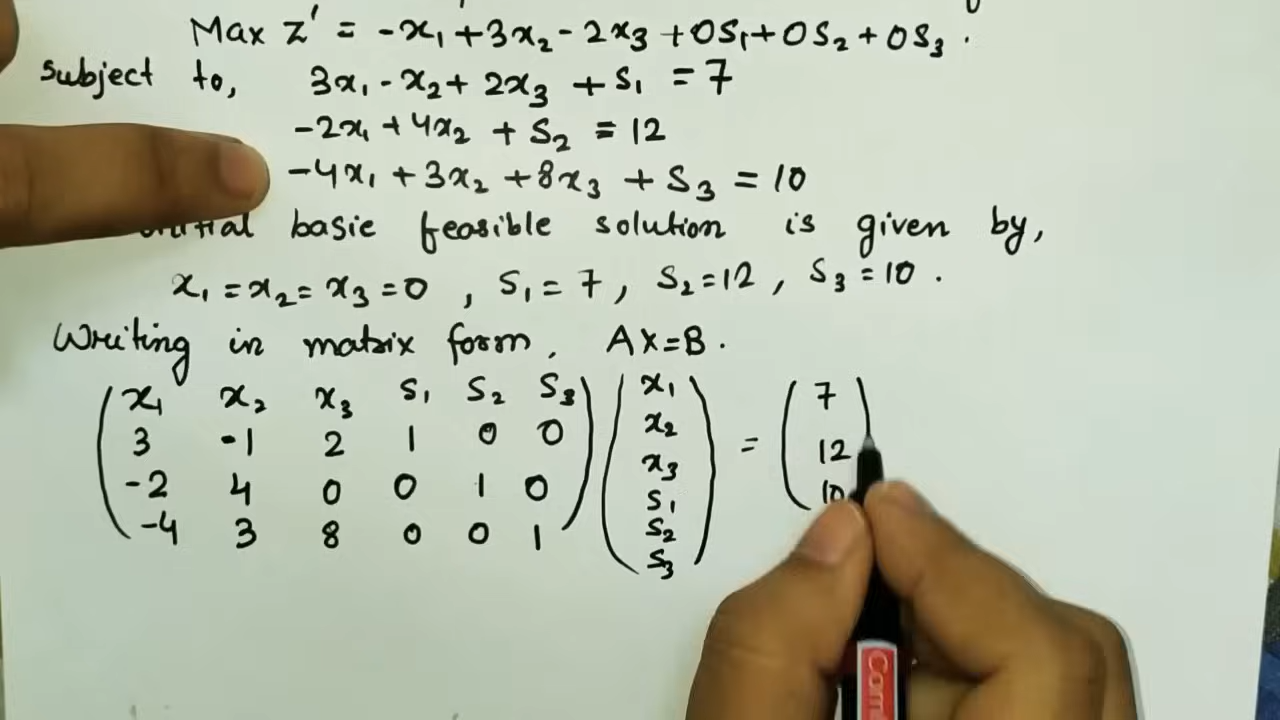 Max Z' = -x₁ + 3x₂ - 2x₃ + 0S₁ + 0S₂ + 0S₃ .
Subject to, 3x₁ - x₂ + 2x₃ + S₁ = 7
-2x₁ + 4x₂ + S₂ = 12
-4x₁ + 3x₂ + 8x₃ + S₃ = 10
basic feasible solution is given by,
x₁ = x₂ = x₃ = 0 , S₁ = 7 , S₂ = 12 , S₃ = 10 .
Writing in matrix form, AX=B .
x₁ x₂ x₃ S₁ S₂ S₃ x₁ 7
3 -1 2 1 0 0 x₂ = 12
-2 4 0 0 1 0 x₃ 10
-4 3 8 0 0 1 S₁
S₂
S₃